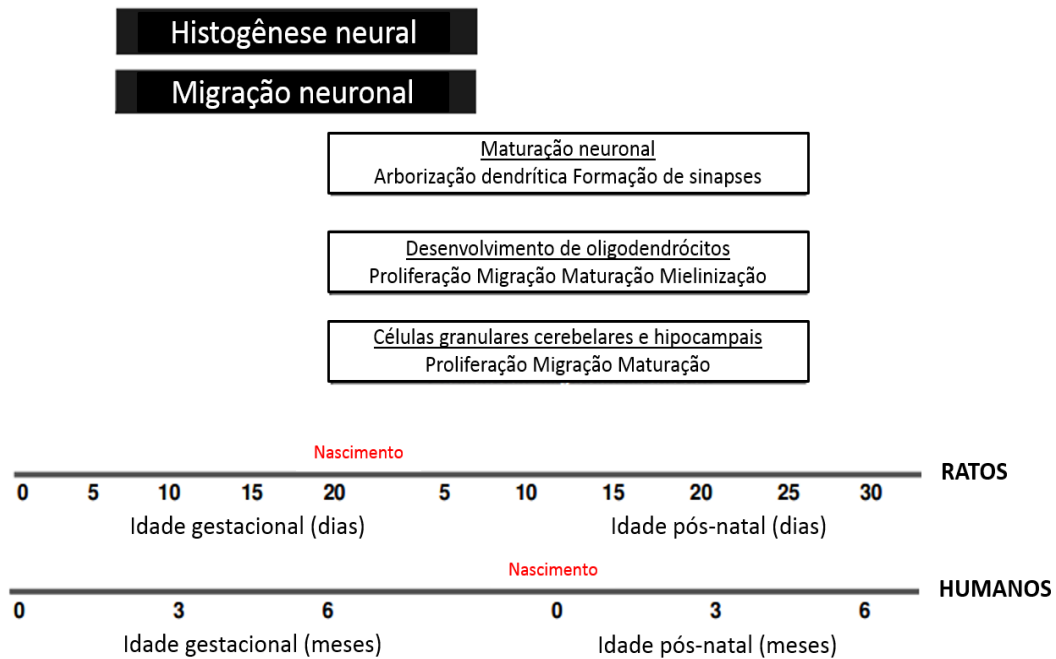 Histogênese neural
Migração neuronal
Maturação neuronal
Arborização dendrítica Formação de sinapses
Desenvolvimento de oligodendrócitos
Proliferação Migração Maturação Mielinização
Células granulares cerebelares e hipocampais
Proliferação Migração Maturação
Nascimento
RATOS
0 5 10 15 20 5 10 15 20 25 30
Idade gestacional (dias) Idade pós-natal (dias)
Nascimento
HUMANOS
0 3 6 0 3 6
Idade gestacional (meses) Idade pós-natal (meses)